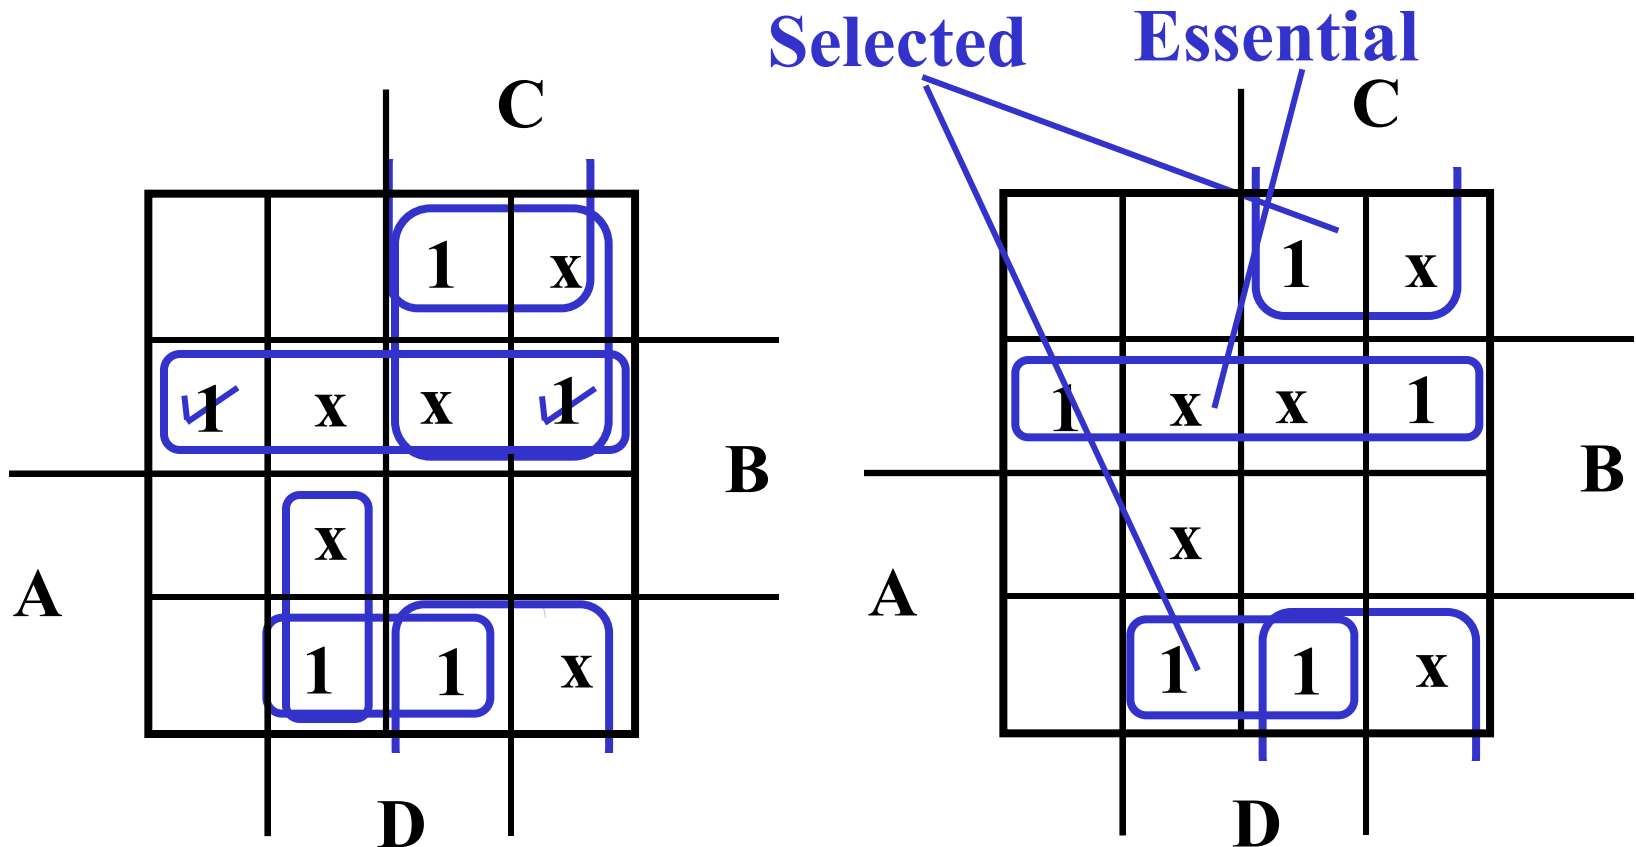 Selected Essential
C C
1 x 1 x
1 x x 1 1 x x 1
B B
x x
A A
1 1 x 1 1 x
D D